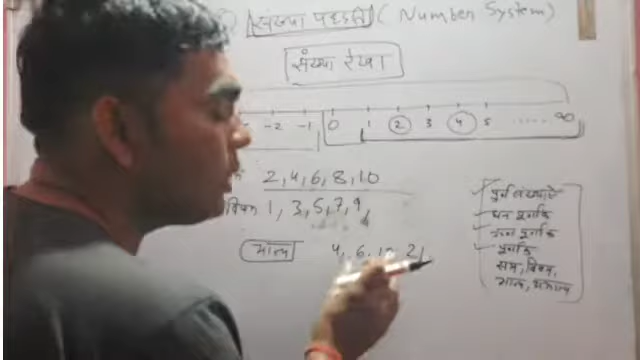 संख्या पद्धती (Number System)
संख्या रेखा
-2 -1 0 1 2 3 4 5 ...... ∞
2, 4, 6, 8, 10
विषम 1, 3, 5, 7, 9,
भाज्य 4, 6, 10, 21
पूर्ण संख्याऐ
धन पूर्णांक
ऋण पूर्णांक
पूर्णांक
सम, विषम,
भाज्य, अभाज्य